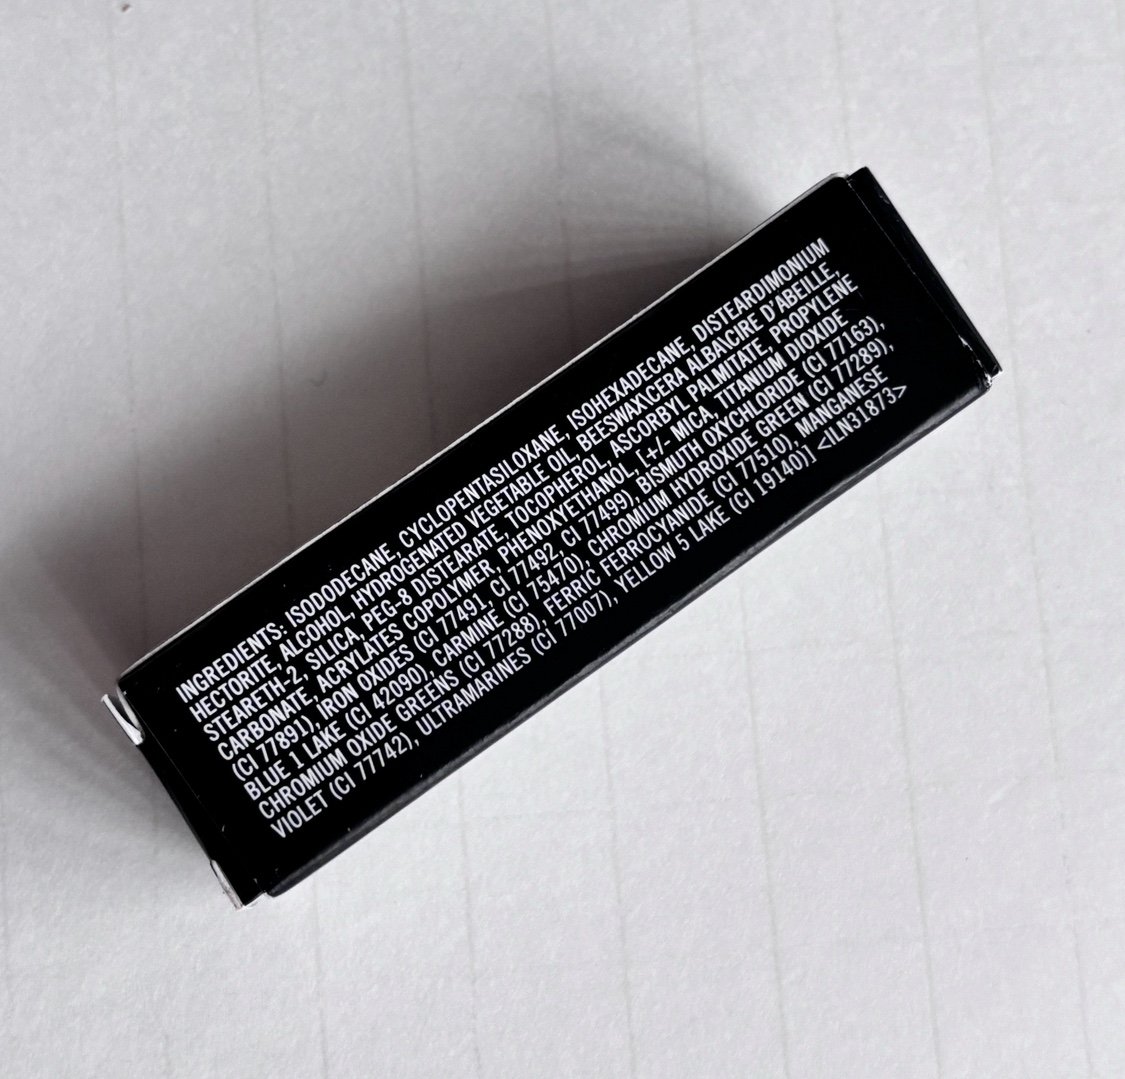 INGREDIENTS: ISODODECANE, CYCLOPENTASILOXANE, ISOHEXADECANE, DISTEARDIMONIUM
HECTORITE, ALCOHOL, HYDROGENATED VEGETABLE OIL, BEESWAX\CERA ALBA\CIRE D'ABEILLE,
STEARETH-2, SILICA, PEG-8 DISTEARATE, TOCOPHEROL, ASCORBYL PALMITATE, PROPYLENE
CARBONATE, ACRYLATES COPOLYMER, PHENOXYETHANOL, [+/- MICA, TITANIUM DIOXIDE
(CI 77891), IRON OXIDES (CI 77491, CI 77492, CI 77499), BISMUTH OXYCHLORIDE (CI 77163),
BLUE 1 LAKE (CI 42090), CARMINE (CI 75470), CHROMIUM HYDROXIDE GREEN (CI 77289),
CHROMIUM OXIDE GREENS (CI 77288), FERRIC FERROCYANIDE (CI 77510), MANGANESE
VIOLET (CI 77742), ULTRAMARINES (CI 77007), YELLOW 5 LAKE (CI 19140)] <ILN31873>